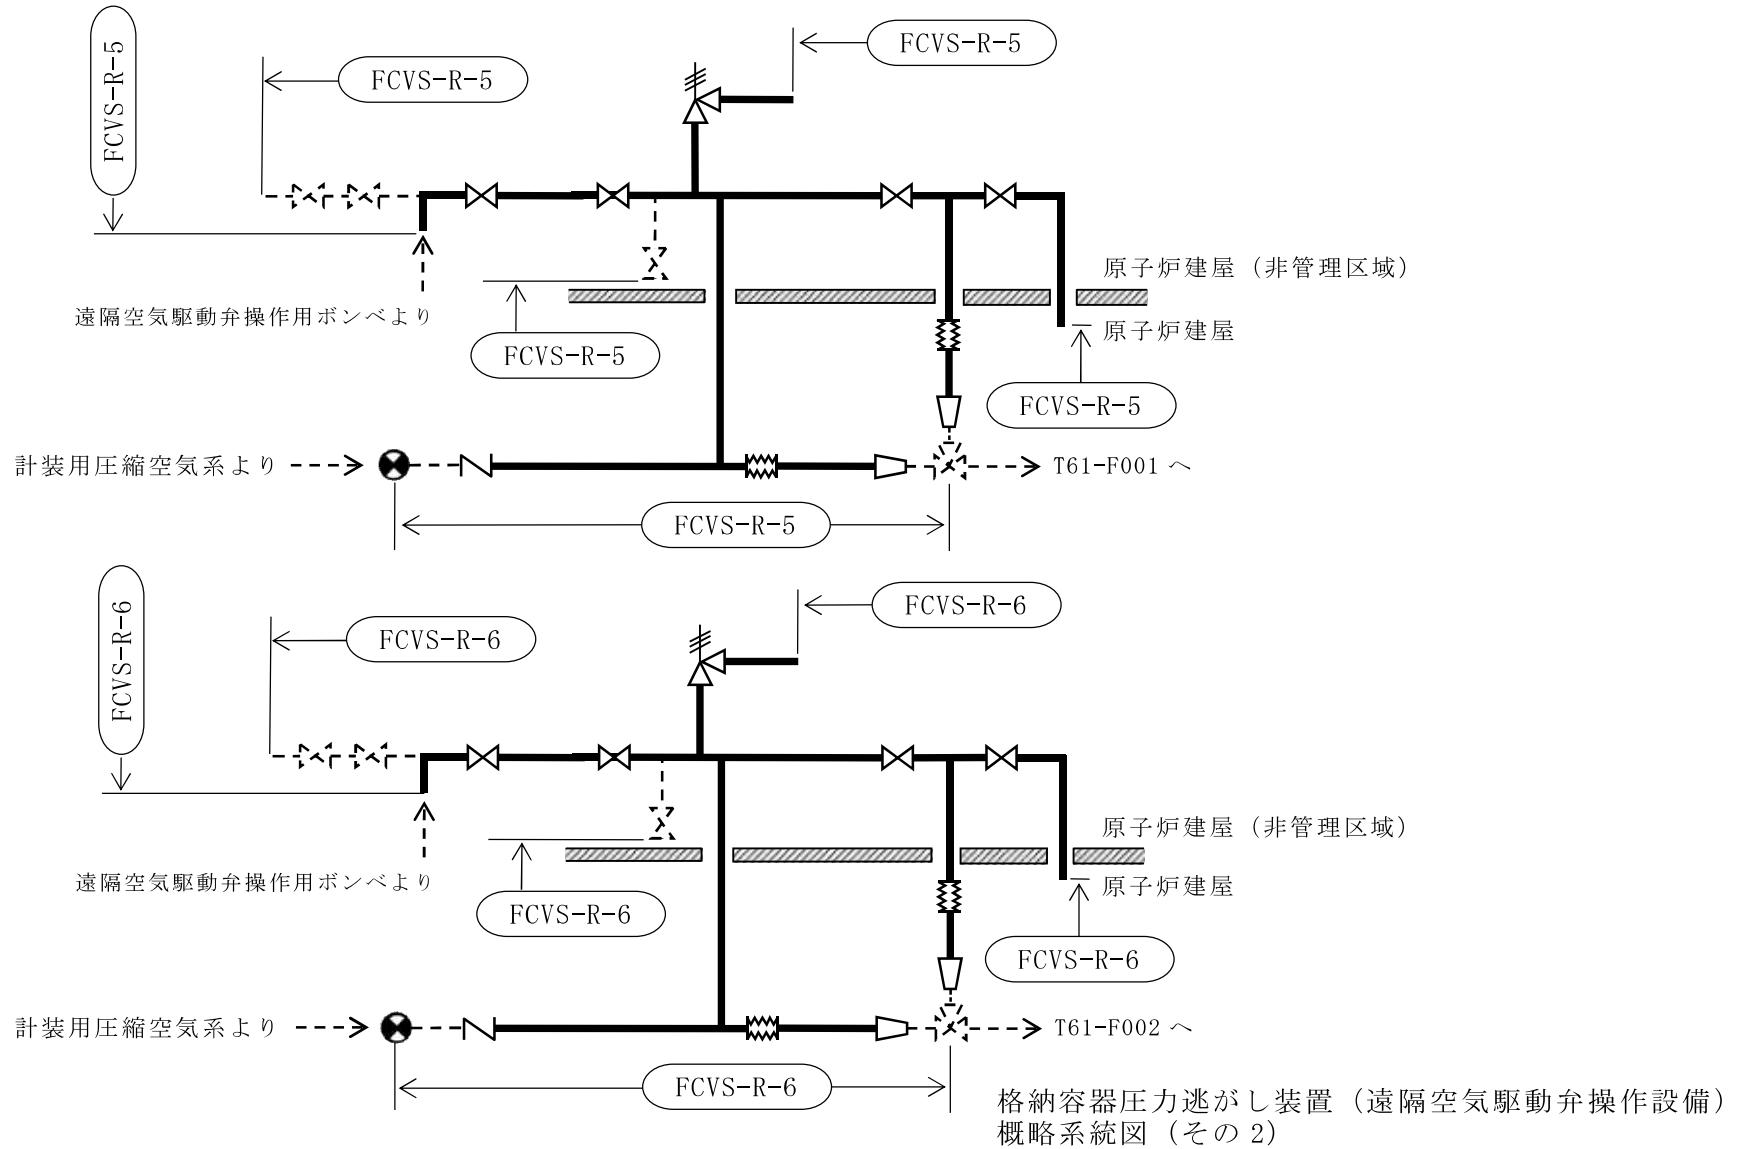 FCVS-R-5
FCVS-R-5
FCVS-R-5
原子炉建屋（非管理区域）
遠隔空気駆動弁操作用ボンベより
原子炉建屋
FCVS-R-5
FCVS-R-5
計装用圧縮空気系より
T61-F001 へ
FCVS-R-5
FCVS-R-6
FCVS-R-6
FCVS-R-6
原子炉建屋（非管理区域）
遠隔空気駆動弁操作用ボンベより
原子炉建屋
FCVS-R-6
FCVS-R-6
計装用圧縮空気系より
T61-F002 へ
FCVS-R-6
格納容器圧力逃がし装置（遠隔空気駆動弁操作設備）
概略系統図（その 2）